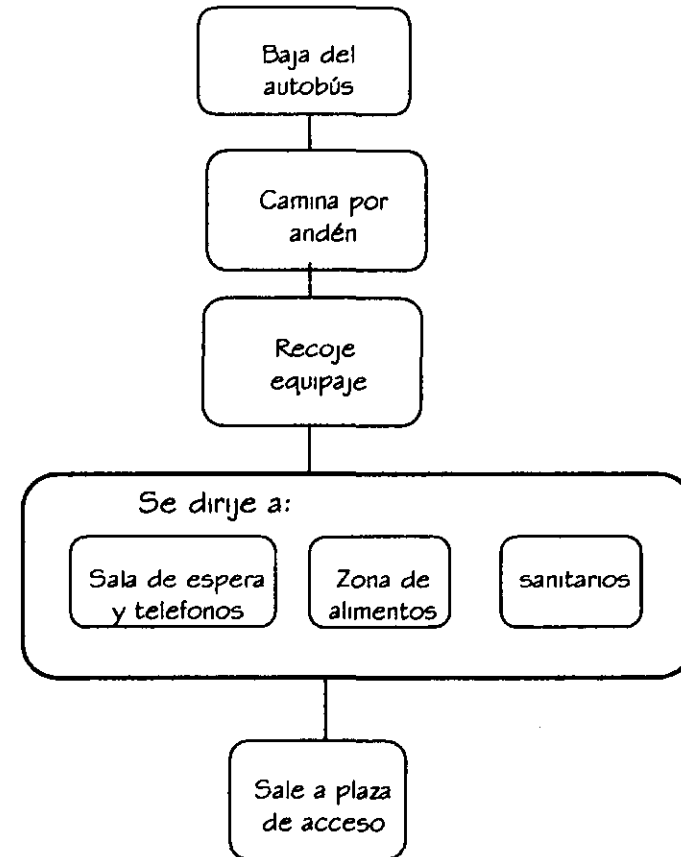 Baja del
autobús
Camina por
andén
Recoje
equipaje
Se dirije a:
Sala de espera
y telefonos
Zona de
alimentos
sanitarios
Sale a plaza
de acceso